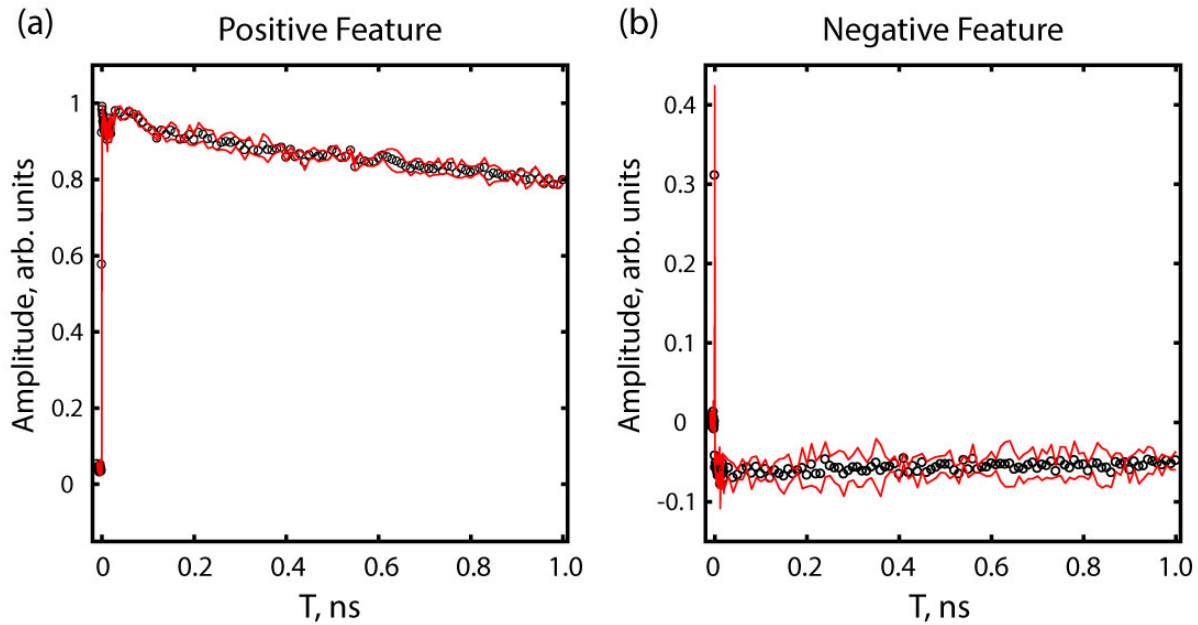 (a) Positive Feature
Amplitude, arb. units
1
0.8
0.6
0.4
0.2
0
0 0.2 0.4 0.6 0.8 1.0
T, ns
(b) Negative Feature
Amplitude, arb. units
0.4
0.3
0.2
0.1
0
-0.1
0 0.2 0.4 0.6 0.8 1.0
T, ns